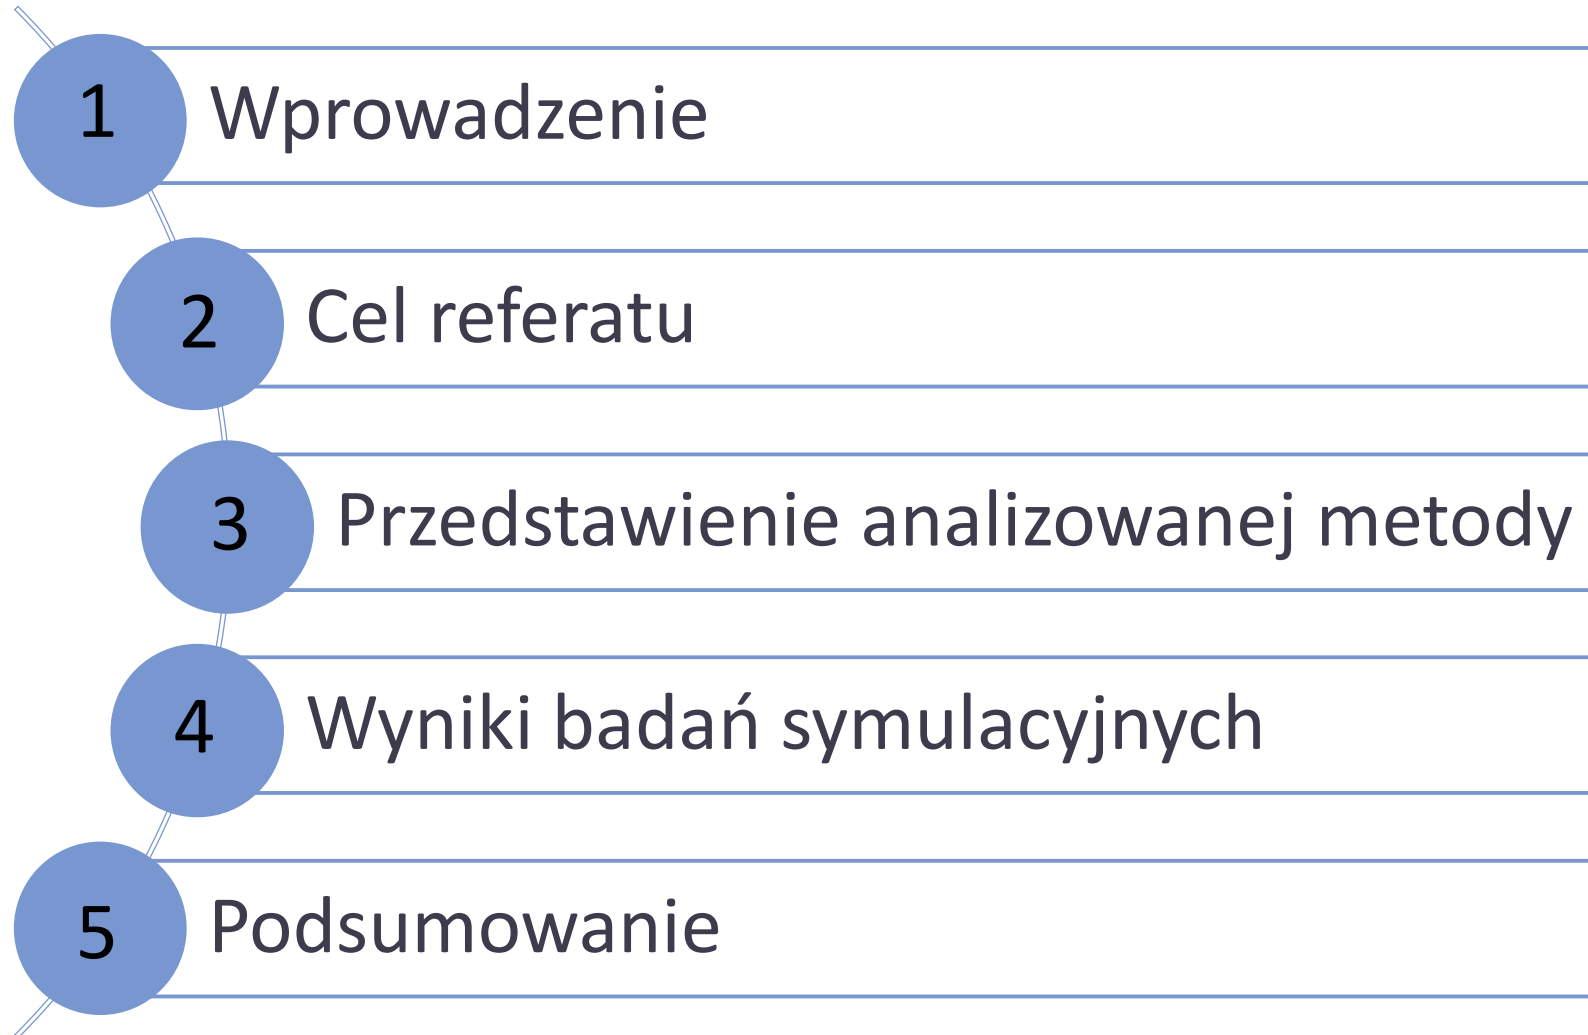 1 Wprowadzenie
2 Cel referatu
3 Przedstawienie analizowanej metody
4 Wyniki badań symulacyjnych
5 Podsumowanie